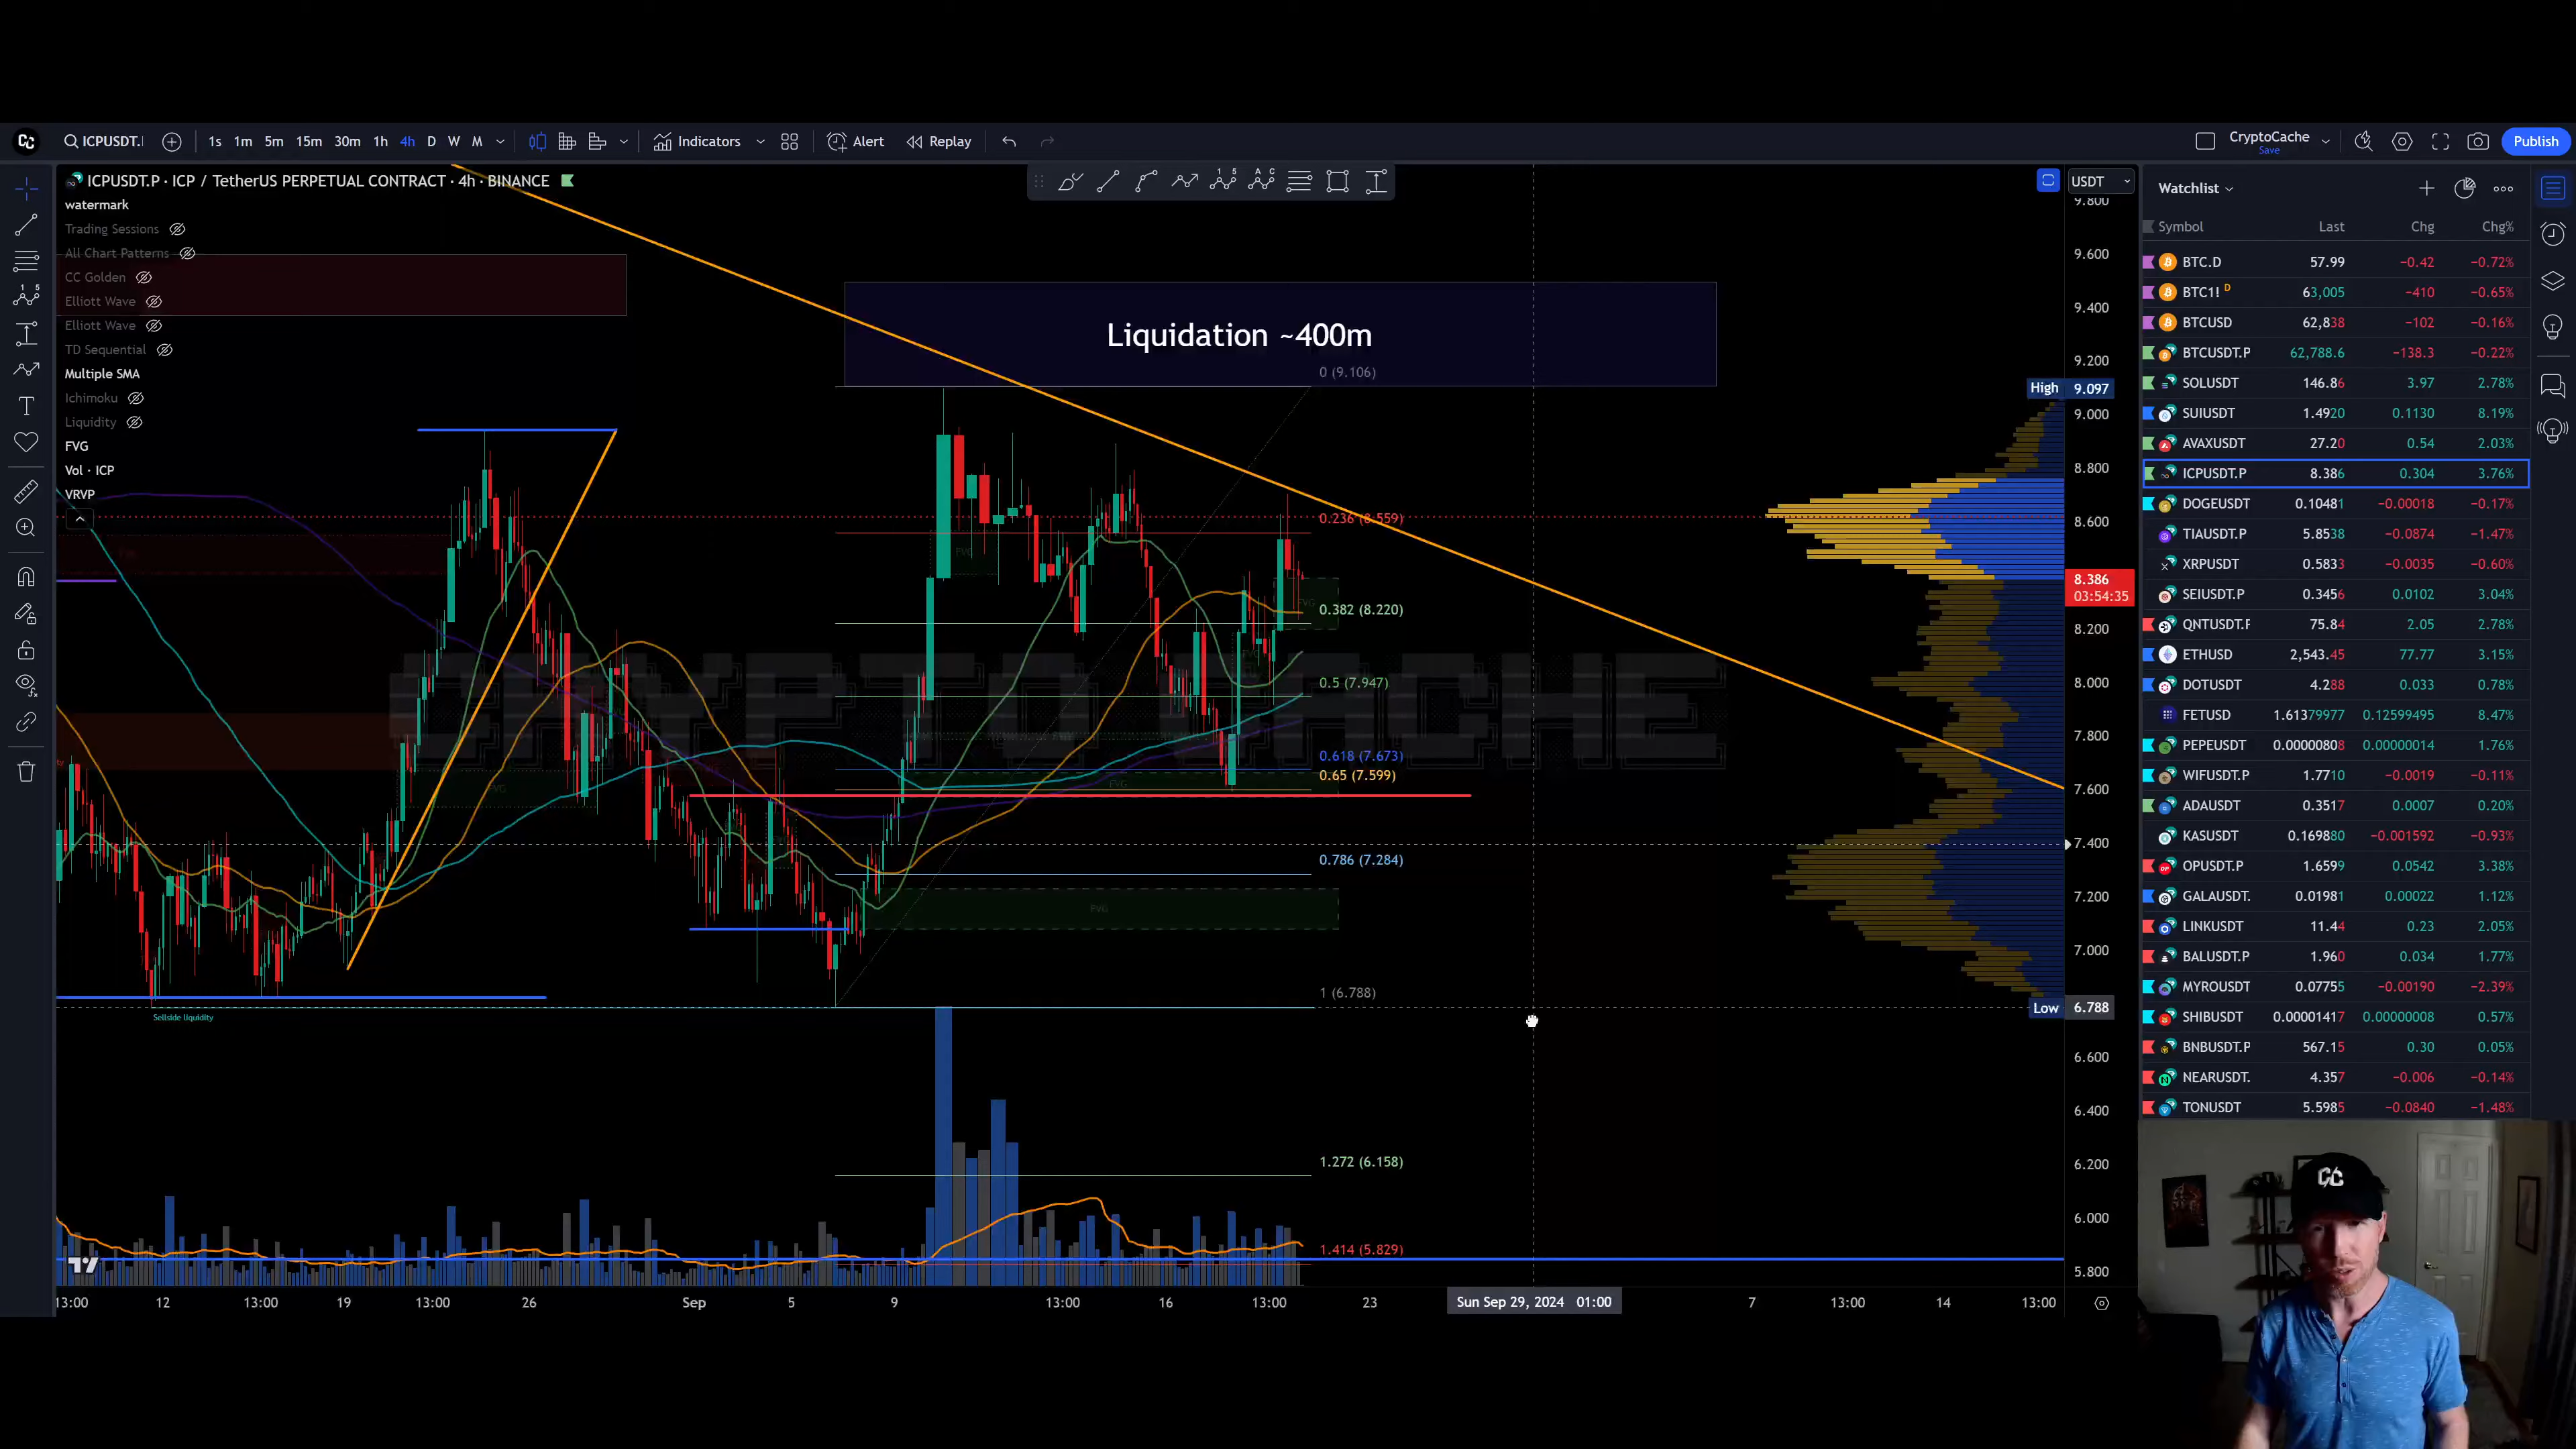 CC ICPUSDT. 1s 1m 5m 15m 30m 1h 4h D W M Indicators Alert Replay CryptoCache Save Publish
ICPUSDT.P · ICP / TetherUS PERPETUAL CONTRACT · 4h · BINANCE
watermark
Trading Sessions
All Chart Patterns
CC Golden
Elliott Wave
Elliott Wave
TD Sequential
Multiple SMA
Ichimoku
Liquidity
FVG
Vol · ICP
VRVP
Liquidation ~400m
0 (9.106)
0.236 (8.559)
0.382 (8.220)
0.5 (7.947)
0.618 (7.673)
0.65 (7.599)
0.786 (7.284)
1 (6.788)
1.272 (6.158)
1.414 (5.829)
FVG
FVG
FVG
FVG
Sellside liquidity
CRYPTO CACHE
USDT
9.800
9.600
9.400
9.200
High 9.097
9.000
8.800
8.600
8.386
03:54:35
8.200
8.000
7.800
7.600
7.400
7.200
7.000
Low 6.788
6.600
6.400
6.200
6.000
5.800
13:00 12 13:00 19 13:00 26 Sep 5 9 13:00 16 13:00 23 Sun Sep 29, 2024 01:00 7 13:00 14 13:00
Watchlist
Symbol Last Chg Chg%
BTC.D 57.99 −0.42 −0.72%
BTC1! D 63,005 −410 −0.65%
BTCUSD 62,838 −102 −0.16%
BTCUSDT.P 62,788.6 −138.3 −0.22%
SOLUSDT 146.86 3.97 2.78%
SUIUSDT 1.4920 0.1130 8.19%
AVAXUSDT 27.20 0.54 2.03%
ICPUSDT.P 8.386 0.304 3.76%
DOGEUSDT 0.10481 −0.00018 −0.17%
TIAUSDT.P 5.8538 −0.0874 −1.47%
XRPUSDT 0.5833 −0.0035 −0.60%
SEIUSDT.P 0.3456 0.0102 3.04%
QNTUSDT.P 75.84 2.05 2.78%
ETHUSD 2,543.45 77.77 3.15%
DOTUSDT 4.288 0.033 0.78%
FETUSD 1.61379977 0.12599495 8.47%
PEPEUSDT 0.00000808 0.00000014 1.76%
WIFUSDT.P 1.7710 −0.0019 −0.11%
ADAUSDT 0.3517 0.0007 0.20%
KASUSDT 0.169880 −0.001592 −0.93%
OPUSDT.P 1.6599 0.0542 3.38%
GALAUSDT. 0.01981 0.00022 1.12%
LINKUSDT 11.44 0.23 2.05%
BALUSDT.P 1.960 0.034 1.77%
MYROUSDT 0.07755 −0.00190 −2.39%
SHIBUSDT 0.00001417 0.00000008 0.57%
BNBUSDT.P 567.15 0.30 0.05%
NEARUSDT. 4.357 −0.006 −0.14%
TONUSDT 5.5985 −0.0840 −1.48%
CC